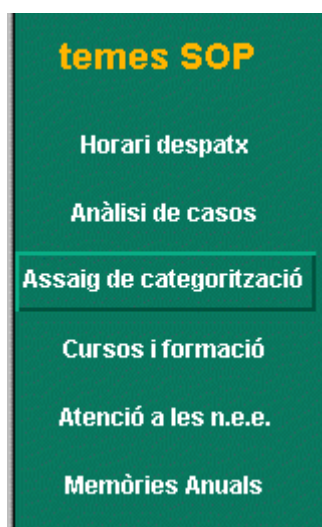 temes SOP
Horari despatx
Anàlisi de casos
Assaig de categorització
Cursos i formació
Atenció a les n.e.e.
Memòries Anuals